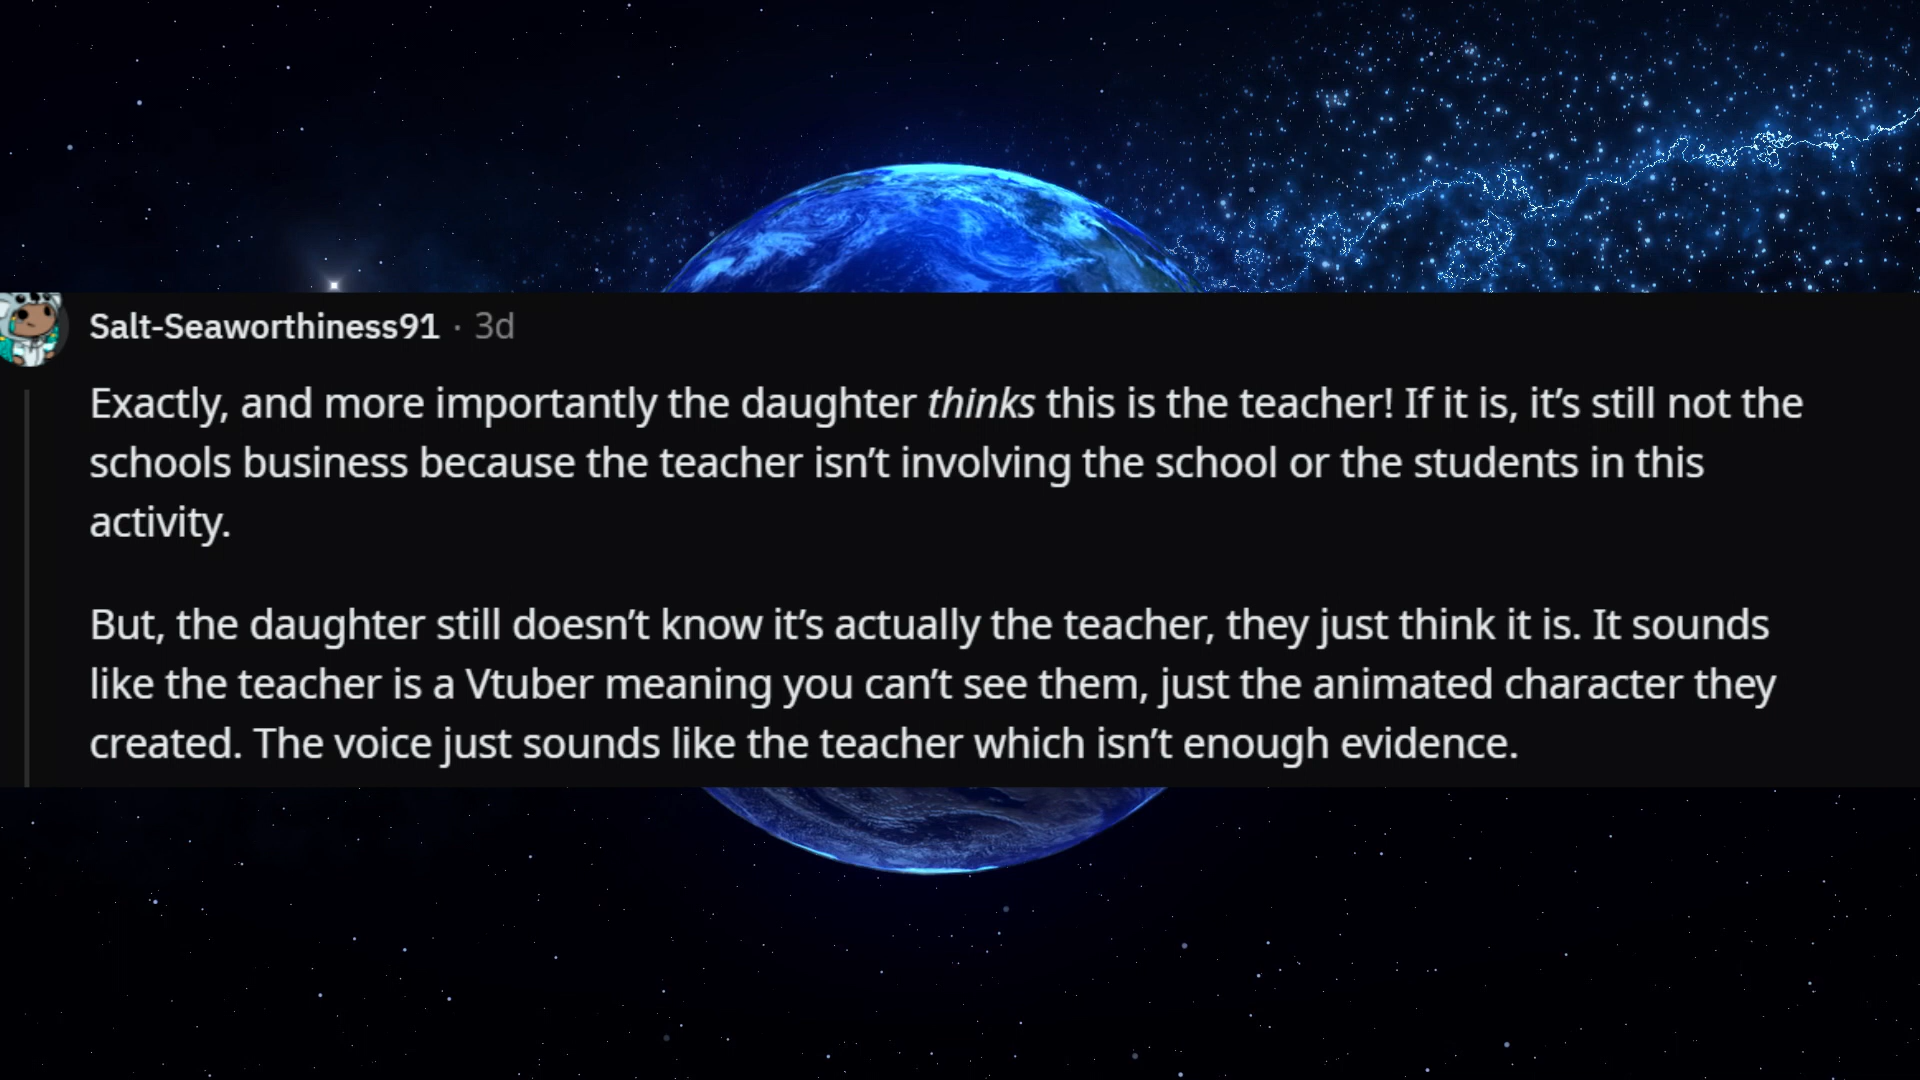 Salt-Seaworthiness91 · 3d
Exactly, and more importantly the daughter thinks this is the teacher! If it is, it’s still not the
schools business because the teacher isn’t involving the school or the students in this
activity.
But, the daughter still doesn’t know it’s actually the teacher, they just think it is. It sounds
like the teacher is a Vtuber meaning you can’t see them, just the animated character they
created. The voice just sounds like the teacher which isn’t enough evidence.